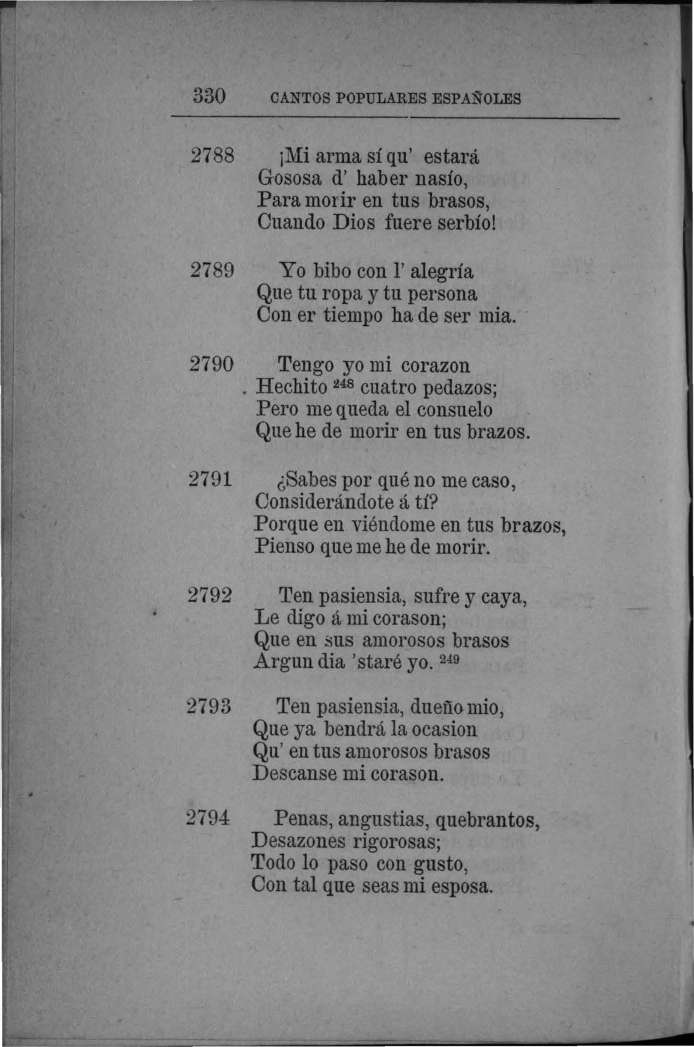 330 CANTOS POPULARES ESPAÑOLES
2788 ¡Mi arma sí qu' estará
Gososa d' haber nasío,
Para morir en tus brasos,
Cuando Dios fuere serbío!
2789 Yo bibo con l' alegría
Que tu ropa y tu persona
Con er tiempo ha de ser mia.
2790 Tengo yo mi corazon
Hechito 248 cuatro pedazos;
Pero me queda el consuelo
Que he de morir en tus brazos.
2791 ¿Sabes por qué no me caso,
Considerándote á tí?
Porque en viéndome en tus brazos,
Pienso que me he de morir.
2792 Ten pasiensia, sufre y caya,
Le digo á mi corason;
Que en sus amorosos brasos
Argun dia 'staré yo. 249
2793 Ten pasiensia, dueño mio,
Que ya bendrá la ocasion
Qu' en tus amorosos brasos
Descanse mi corason.
2794 Penas, angustias, quebrantos,
Desazones rigorosas;
Todo lo paso con gusto,
Con tal que seas mi esposa.